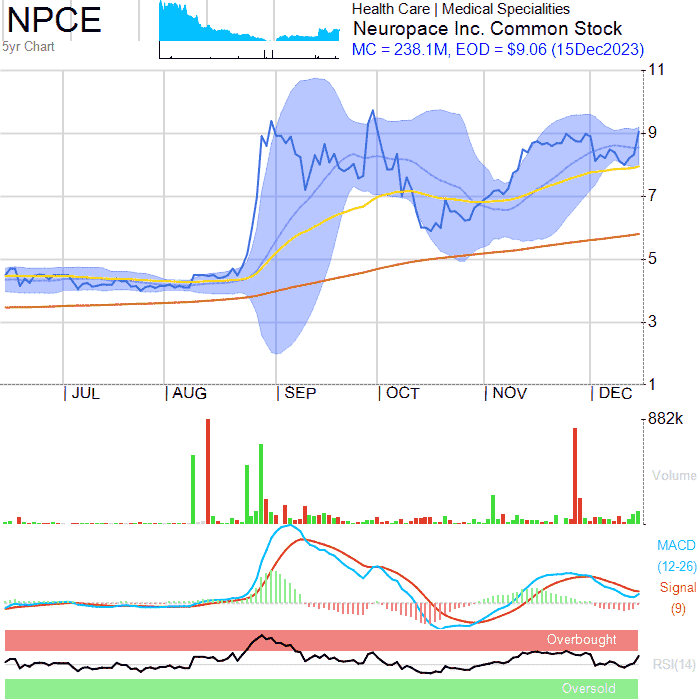 NPCE
5yr Chart
Health Care | Medical Specialities
Neuropace Inc. Common Stock
MC = 238.1M, EOD = $9.06 (15Dec2023)
11
9
7
5
3
1
JUL AUG SEP OCT NOV DEC
882k
Volume
MACD
(12-26)
Signal
(9)
Overbought
RSI(14)
Oversold